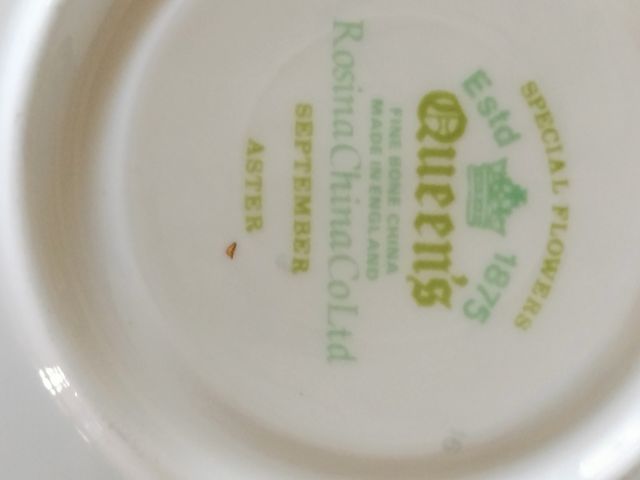 SPECIAL FLOWERS
Estd 1875
Queen's
FINE BONE CHINA
MADE IN ENGLAND
Rosina China Co Ltd
SEPTEMBER
ASTER